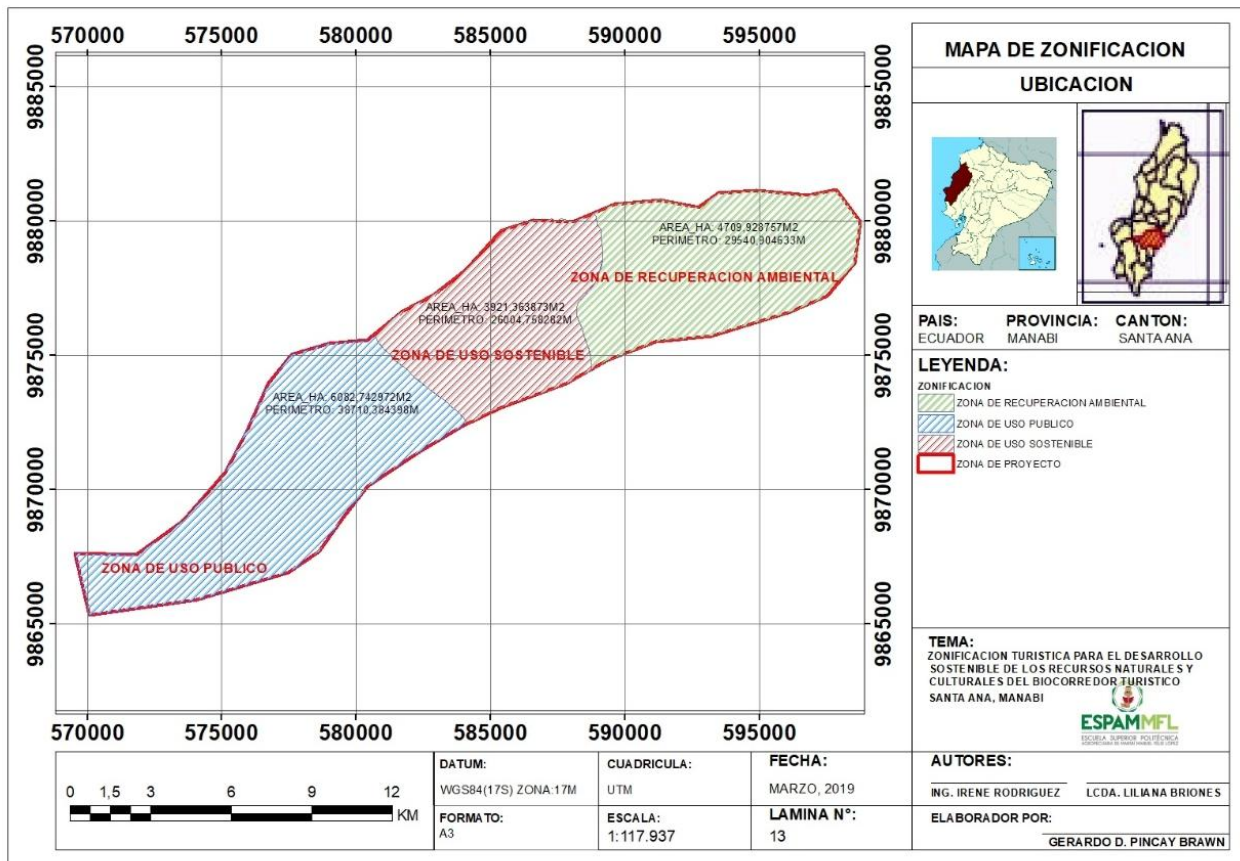 570000 575000 580000 585000 590000 595000
9885000 9885000
9880000 9880000
9875000 9875000
9870000 9870000
9865000 9865000
AREA_HA: 4709,928757M2
PERIMETRO: 29540,904633M
ZONA DE RECUPERACION AMBIENTAL
AREA_HA: 3921,363873M2
PERIMETRO: 26004,758282M
ZONA DE USO SOSTENIBLE
AREA_HA: 6082,742972M2
PERIMETRO: 38710,384398M
ZONA DE USO PUBLICO
570000 575000 580000 585000 590000 595000
MAPA DE ZONIFICACION
UBICACION
PAIS: PROVINCIA: CANTON:
ECUADOR MANABI SANTA ANA
LEYENDA:
ZONIFICACION
ZONA DE RECUPERACION AMBIENTAL
ZONA DE USO PUBLICO
ZONA DE USO SOSTENIBLE
ZONA DE PROYECTO
TEMA:
ZONIFICACION TURISTICA PARA EL DESARROLLO
SOSTENIBLE DE LOS RECURSOS NATURALES Y
CULTURALES DEL BIOCORREDOR TURISTICO
SANTA ANA, MANABI
ESPAMMFL
ESCUELA SUPERIOR POLITÉCNICA
0 1,5 3 6 9 12
KM
DATUM:
WGS84(17S) ZONA:17M
FORMATO:
A3
CUADRICULA:
UTM
ESCALA:
1:117.937
FECHA:
MARZO, 2019
LAMINA N°:
13
AUTORES:
ING. IRENE RODRIGUEZ LCDA. LILIANA BRIONES
ELABORADOR POR:
GERARDO D. PINCAY BRAWN